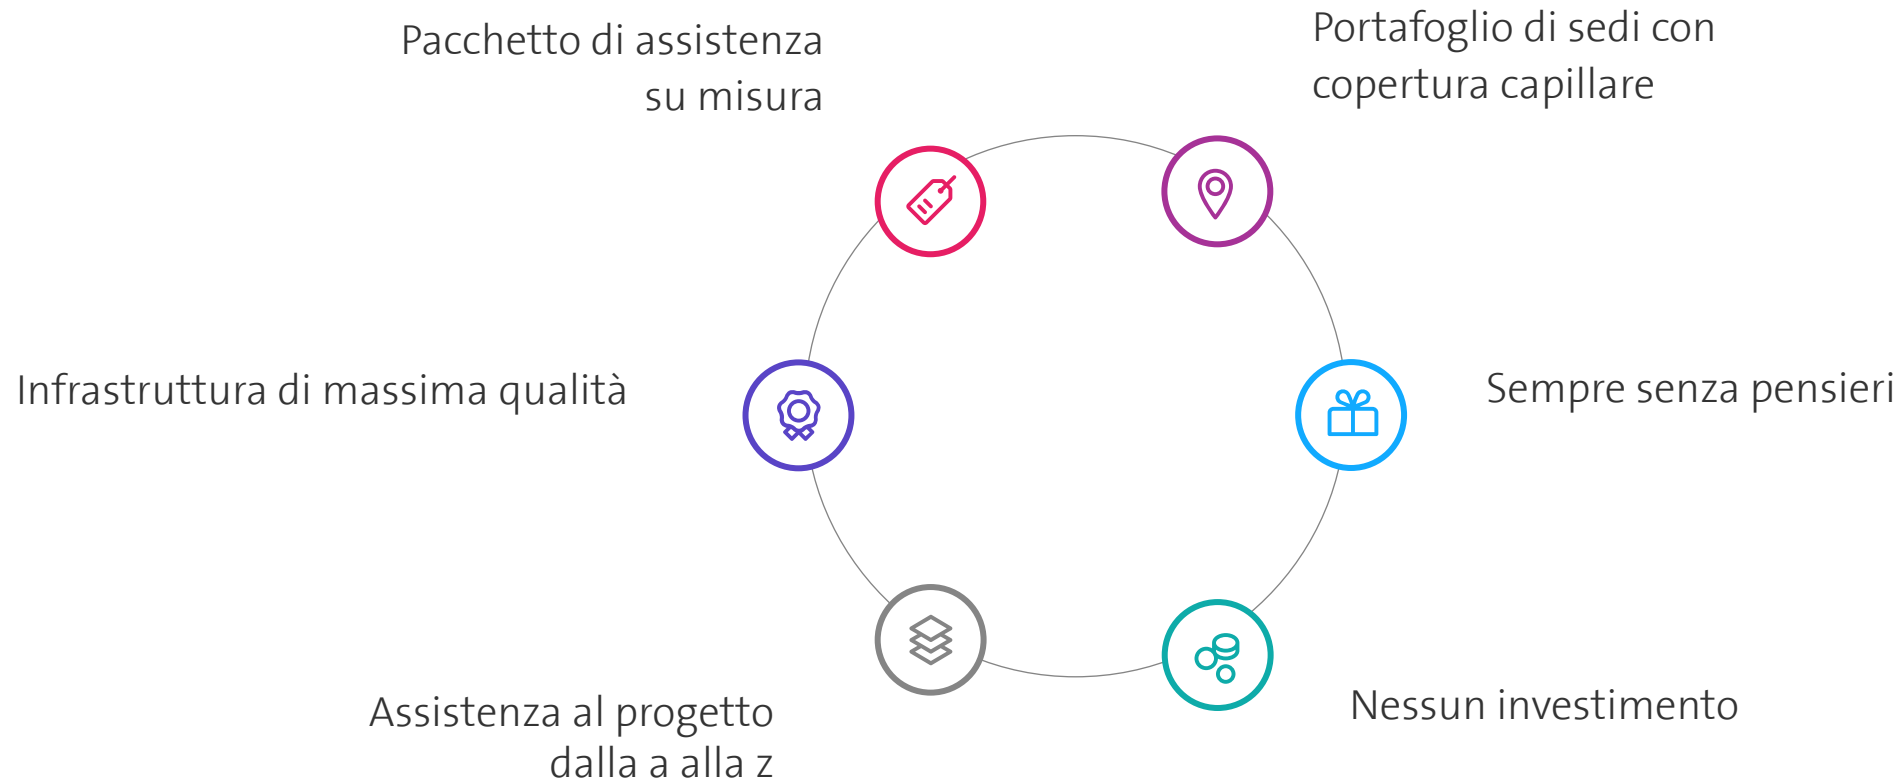 Pacchetto di assistenza
su misura
Portafoglio di sedi con
copertura capillare
Infrastruttura di massima qualità
Sempre senza pensieri
Assistenza al progetto
dalla a alla z
Nessun investimento